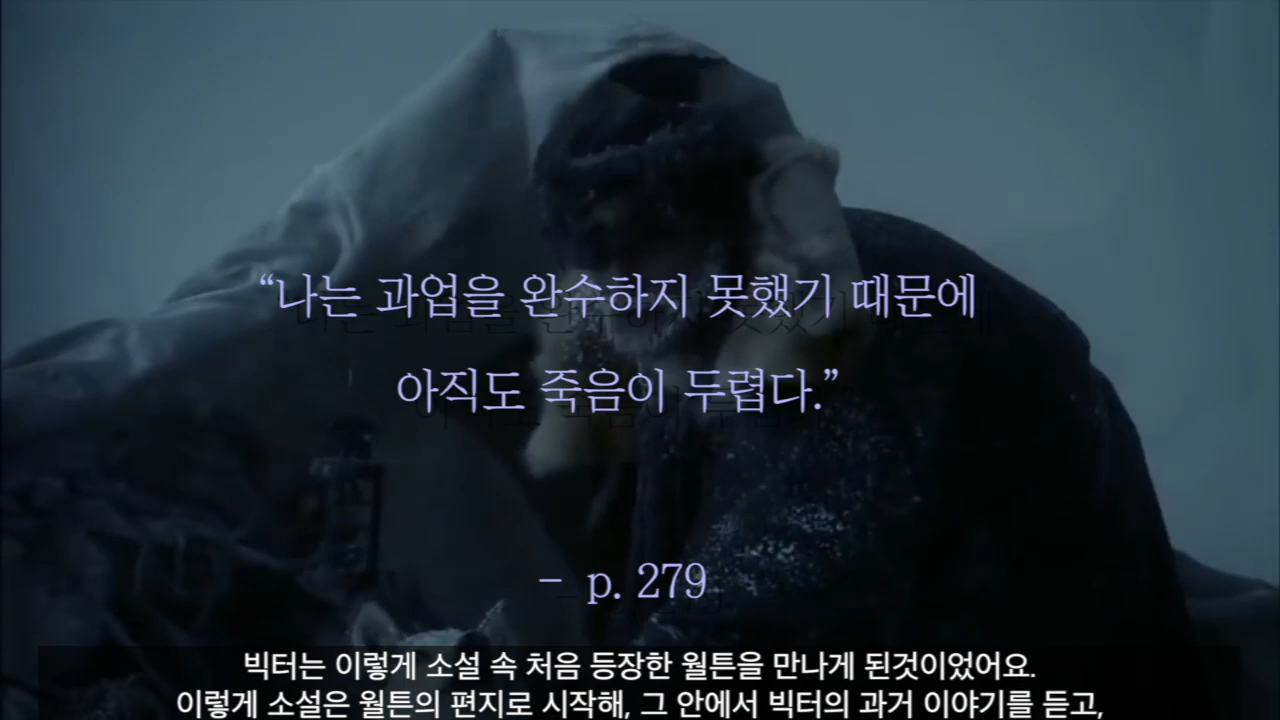 “나는 과업을 완수하지 못했기 때문에
아직도 죽음이 두렵다.”
– p. 279
빅터는 이렇게 소설 속 처음 등장한 월튼을 만나게 된것이었어요.
이렇게 소설은 월튼의 편지로 시작해, 그 안에서 빅터의 과거 이야기를 듣고,